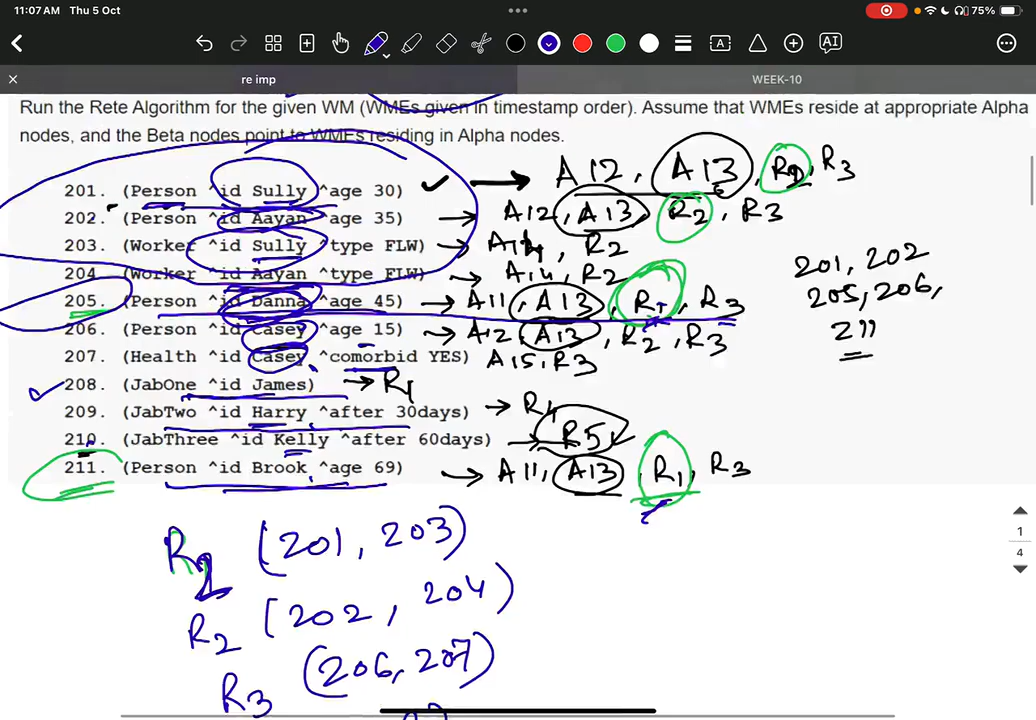 11:07 AM Thu 5 Oct
75%
re imp
WEEK-10
Run the Rete Algorithm for the given WM (WMEs given in timestamp order). Assume that WMEs reside at appropriate Alpha
nodes, and the Beta nodes point to WMEs residing in Alpha nodes.
201. (Person ^id Sully ^age 30) ✓ → A12, A13, R2, R3
202. (Person ^id Aayan ^age 35) → A12, A13, R2, R3
203. (Worker ^id Sully ^type FLW) → A14, R2
204. (Worker ^id Aayan ^type FLW) → A14, R2
205. (Person ^id Danna ^age 45) → A11, A13, R1, R3
206. (Person ^id Casey ^age 15) → A12, A13, R2, R3
207. (Health ^id Casey ^comorbid YES) A15, R3
208. (JabOne ^id James) → R4
209. (JabTwo ^id Harry ^after 30days) → R4
210. (JabThree ^id Kelly ^after 60days) → R5
211. (Person ^id Brook ^age 69) → A11, A13, R1, R3
201, 202
205, 206,
211
(201, 203)
R2 (202, 204)
R3 (206, 207)
1
4